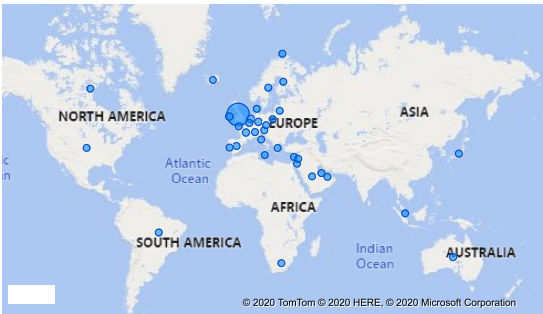 NORTH AMERICA
EUROPE
ASIA
c
n
Atlantic
Ocean
AFRICA
SOUTH AMERICA
Indian
Ocean
AUSTRALIA
© 2020 TomTom © 2020 HERE, © 2020 Microsoft Corporation